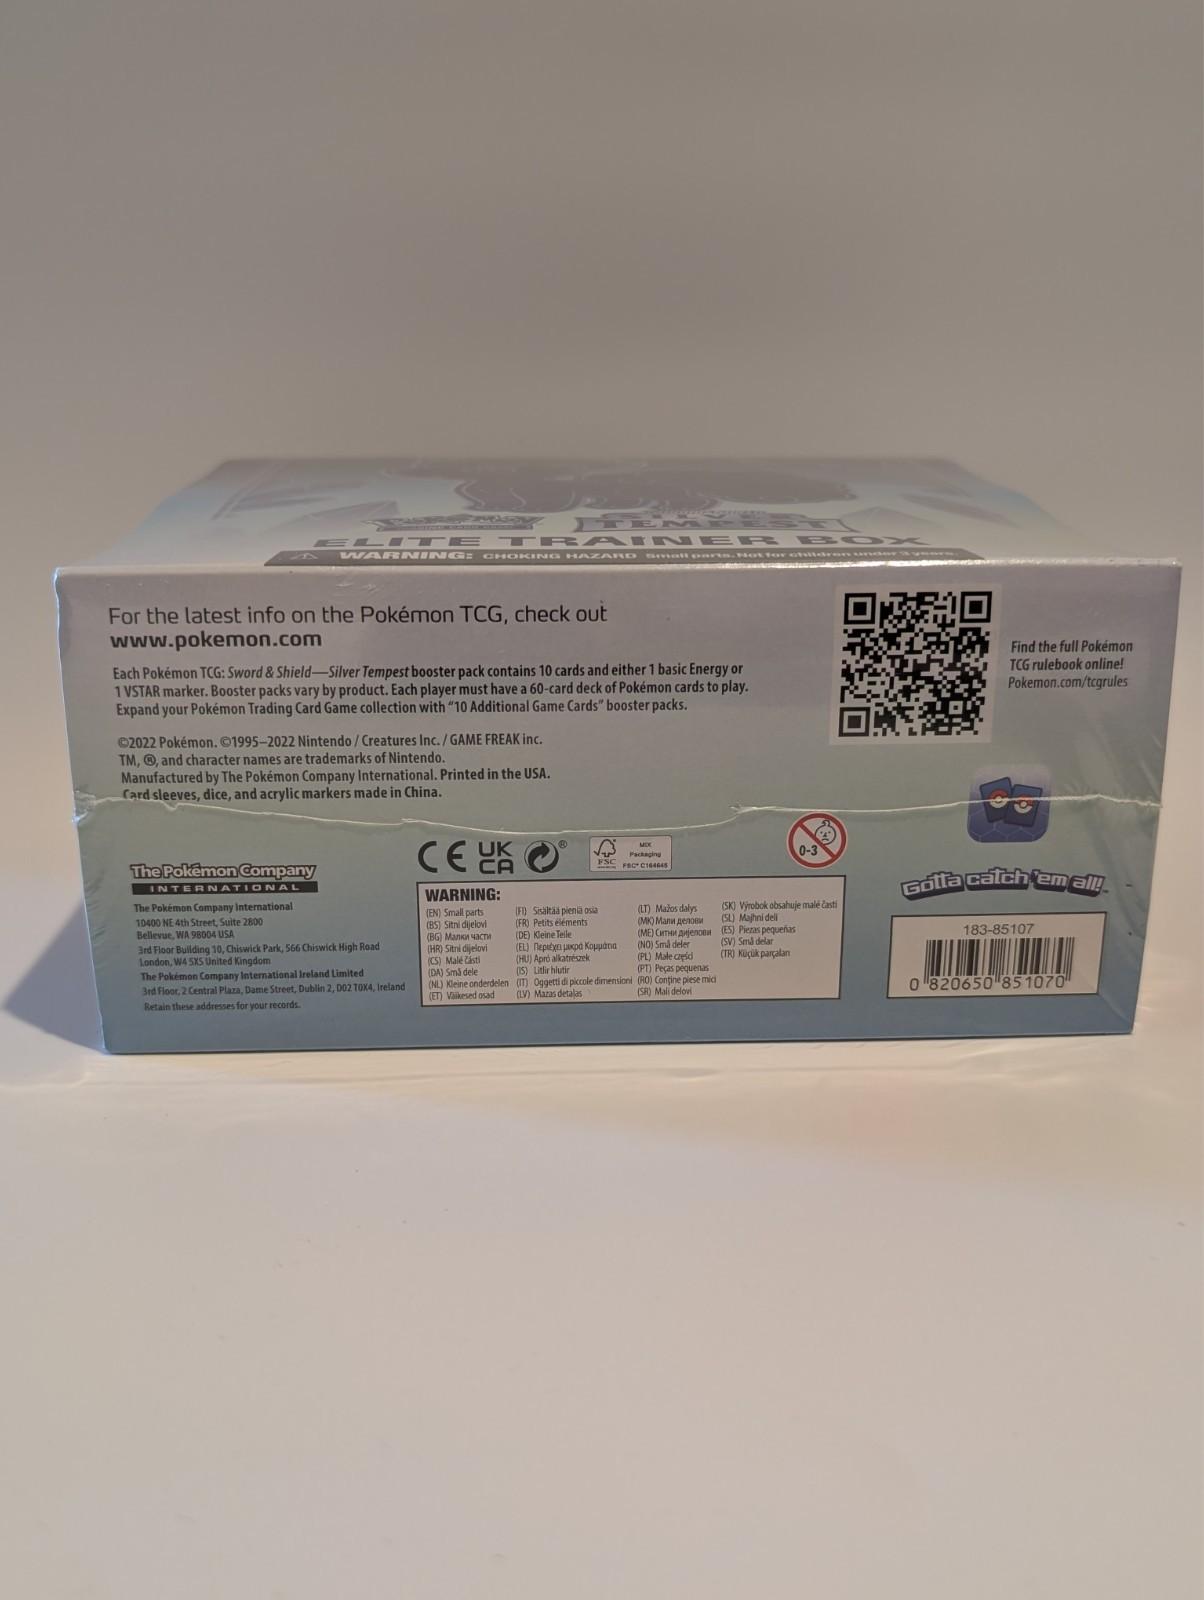 Pokémon
SILVER
TEMPEST
ELITE TRAINER BOX
WARNING: CHOKING HAZARD Small parts. Not for children under 3 years.
For the latest info on the Pokémon TCG, check out
www.pokemon.com
Each Pokémon TCG: Sword & Shield—Silver Tempest booster pack contains 10 cards and either 1 basic Energy or
1 VSTAR marker. Booster packs vary by product. Each player must have a 60-card deck of Pokémon cards to play.
Expand your Pokémon Trading Card Game collection with “10 Additional Game Cards” booster packs.
©2022 Pokémon. ©1995–2022 Nintendo / Creatures Inc. / GAME FREAK inc.
TM, ®, and character names are trademarks of Nintendo.
Manufactured by The Pokémon Company International. Printed in the USA.
Card sleeves, dice, and acrylic markers made in China.
Find the full Pokémon
TCG rulebook online!
Pokemon.com/tcgrules
The Pokémon Company
INTERNATIONAL
The Pokémon Company International
10400 NE 4th Street, Suite 2800
Bellevue, WA 98004 USA
3rd Floor Building 10, Chiswick Park, 566 Chiswick High Road
London, W4 5XS United Kingdom
The Pokémon Company International Ireland Limited
3rd Floor, 2 Central Plaza, Dame Street, Dublin 2, D02 T0X4, Ireland
Retain these addresses for your records.
CE UK
CA ®
FSC
MIX
Packaging
FSC® C164645
0-3
WARNING:
(EN) Small parts
(BS) Sitni dijelovi
(BG) Малки части
(HR) Sitni dijelovi
(CS) Malé části
(DA) Små dele
(NL) Kleine onderdelen
(ET) Väikesed osad
(FI) Sisältää pieniä osia
(FR) Petits éléments
(DE) Kleine Teile
(EL) Περιέχει μικρά Κομμάτια
(HU) Apró alkatrészek
(IS) Litlir hlutir
(IT) Oggetti di piccole dimensioni
(LV) Mazas detaļas
(LT) Mažos dalys
(MK) Мали делови
(ME) Ситни дијелови
(NO) Små deler
(PL) Małe części
(PT) Peças pequenas
(RO) Conține piese mici
(SR) Mali delovi
(SK) Výrobok obsahuje malé časti
(SL) Majhni deli
(ES) Piezas pequeñas
(SV) Små delar
(TR) Küçük parçaları
Gotta catch 'em all!
183-85107
0 820650 851070